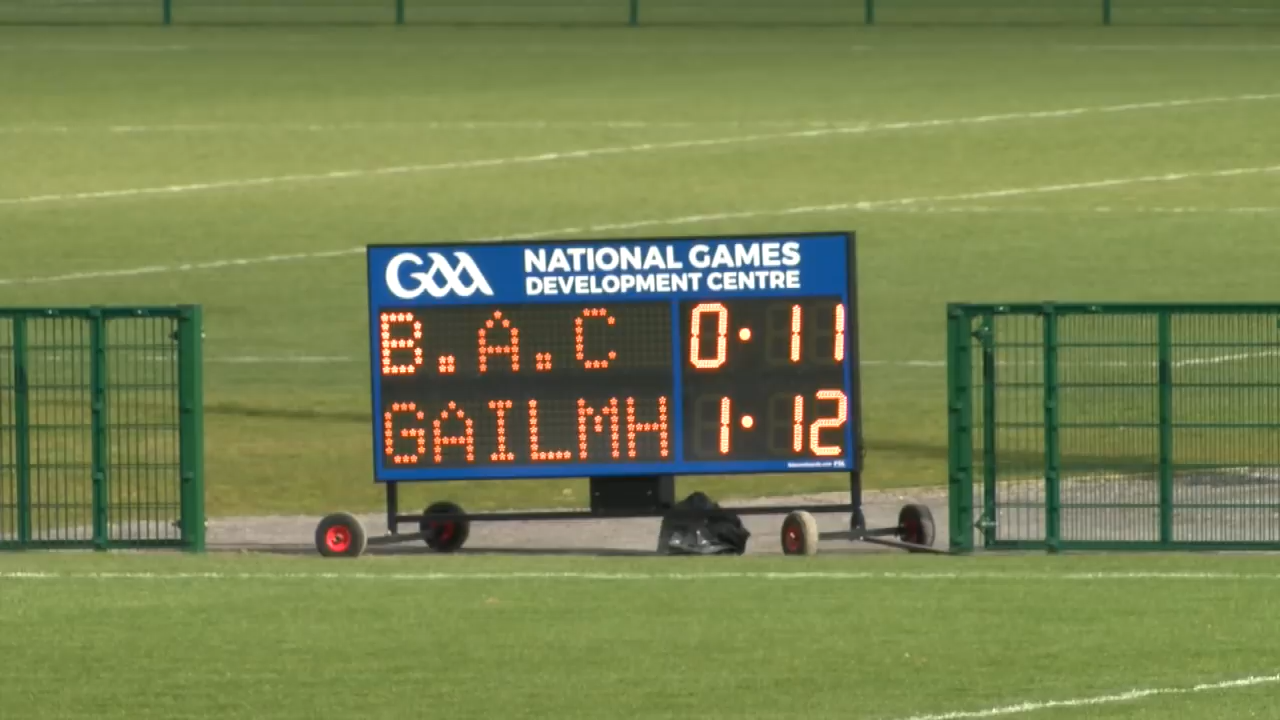 GAA NATIONAL GAMES
DEVELOPMENT CENTRE
B.A.C 0·11
GAILMH 1·12